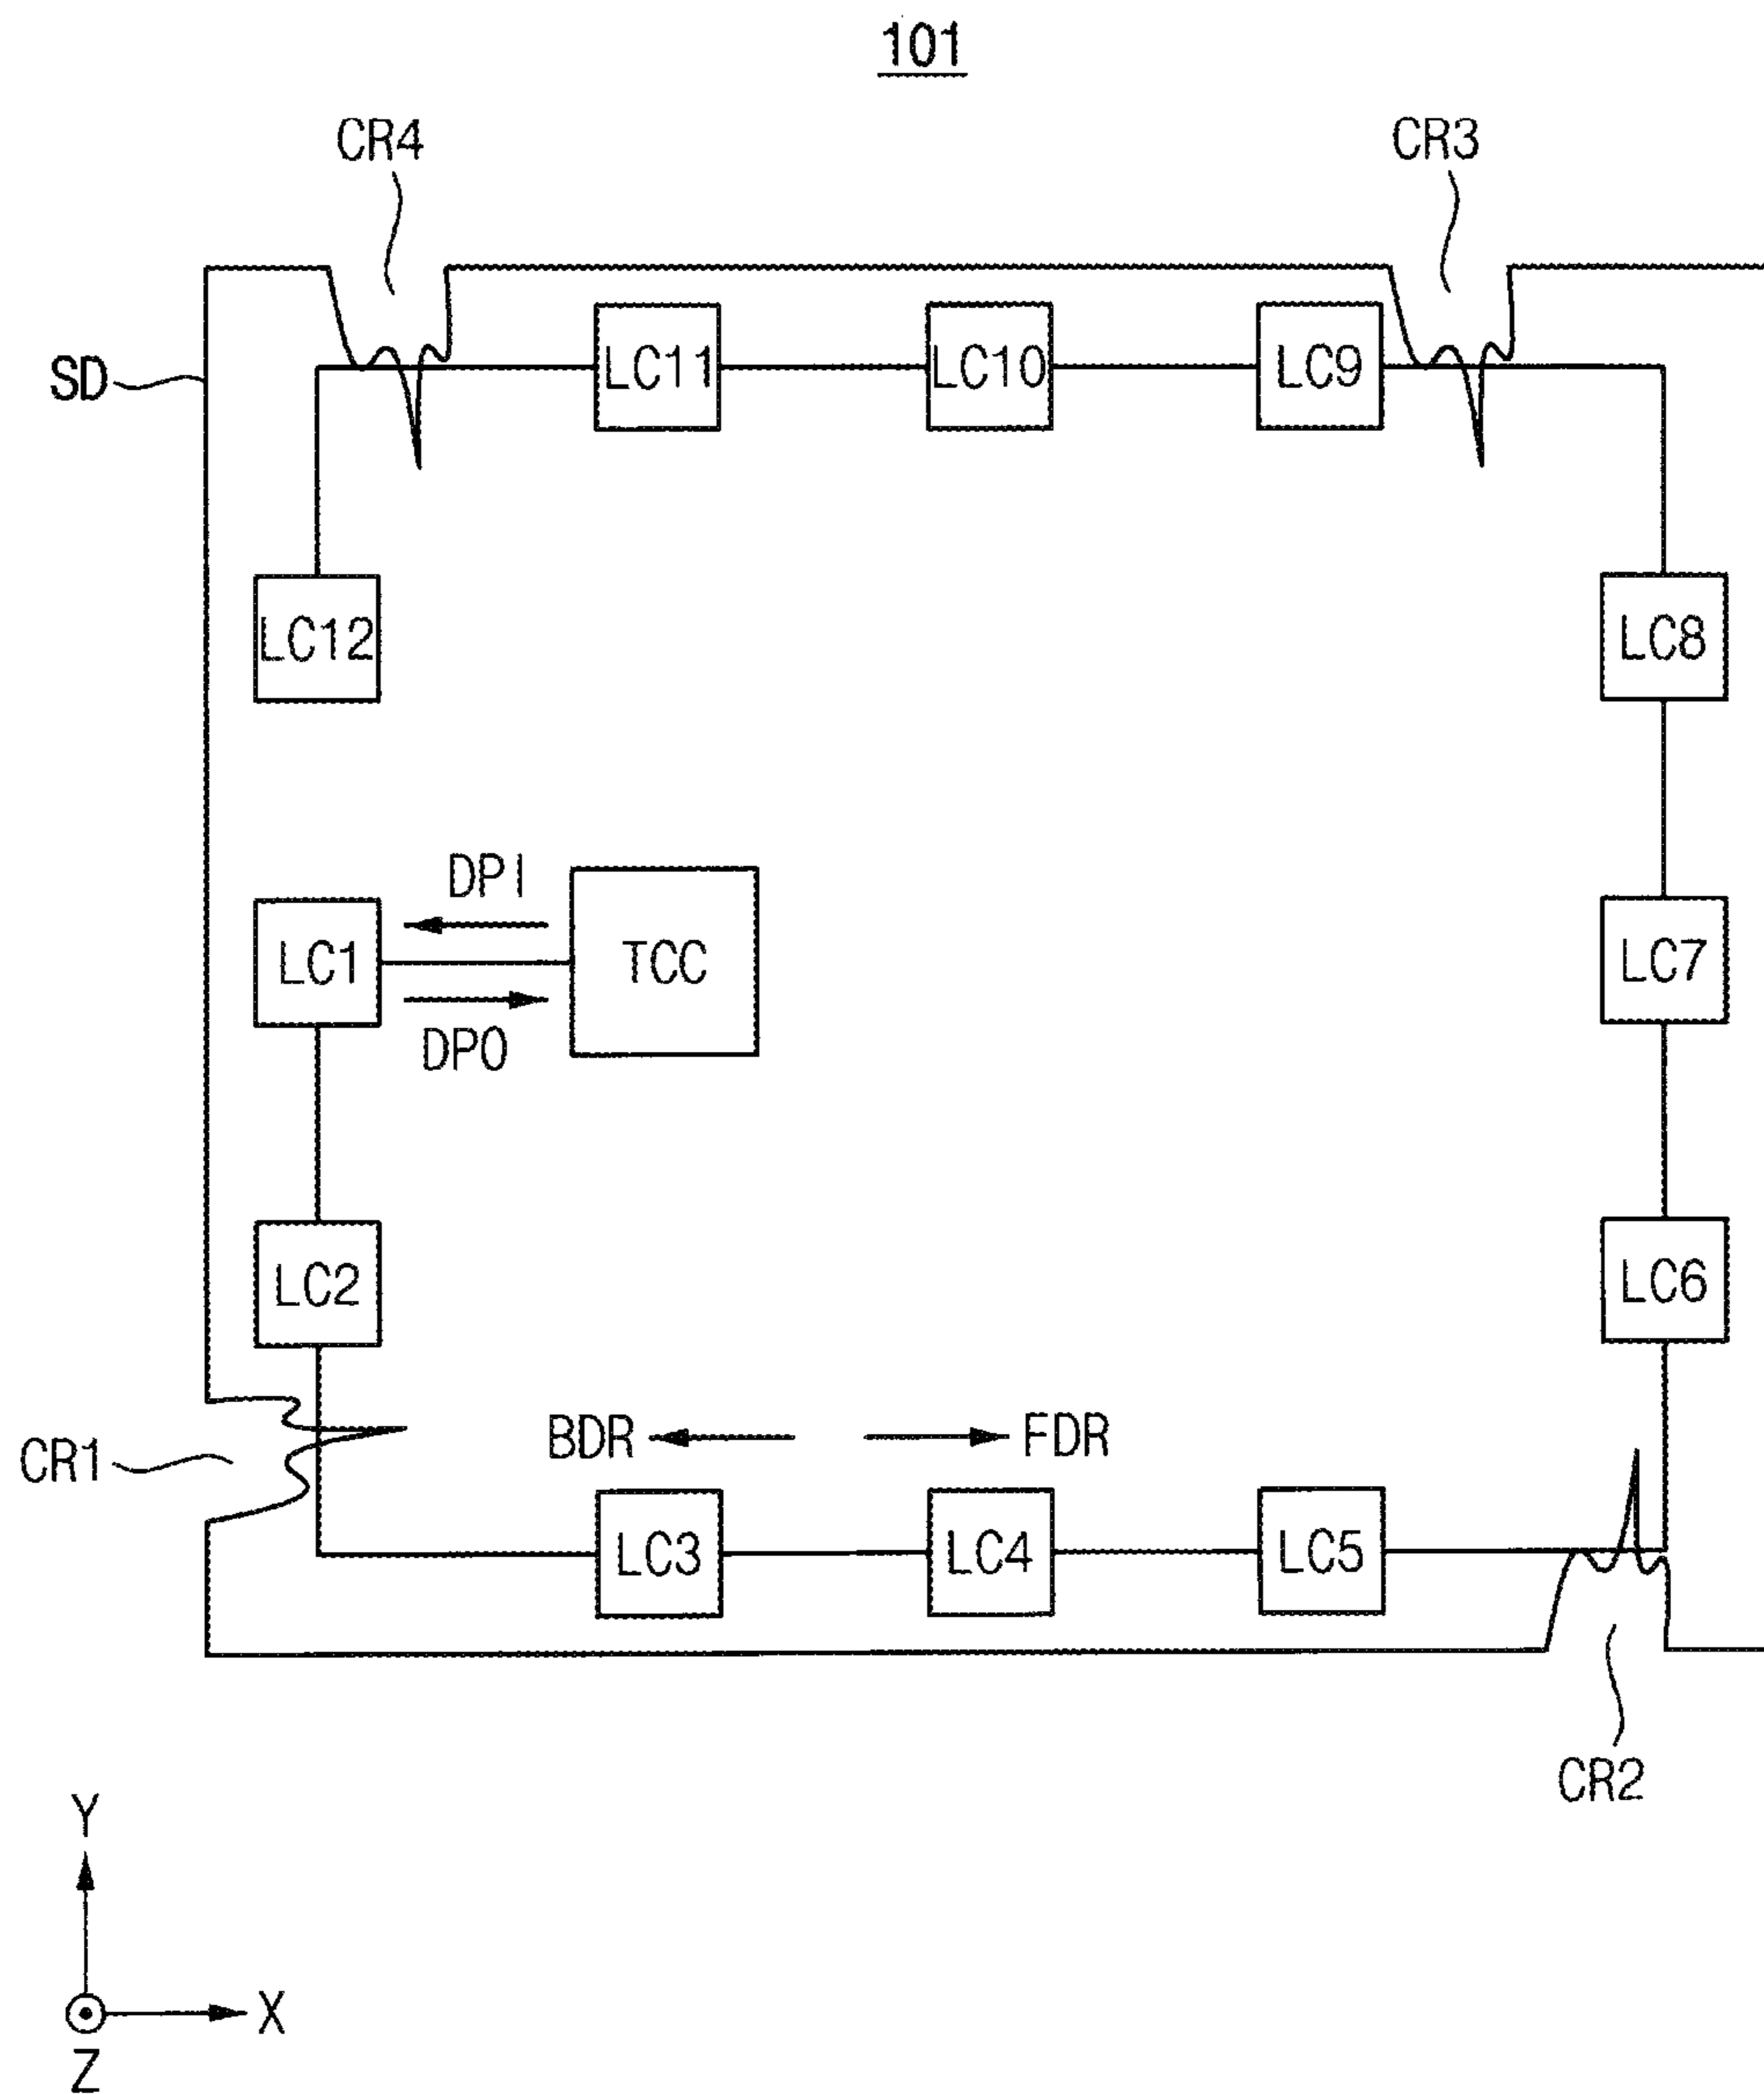 101
CR4
CR3
SD
LC11
LC10
LC9
LC12
LC8
DPI
LC1
TCC
LC7
DPO
LC2
LC6
CR1
BDR
FDR
LC3
LC4
LC5
CR2
Y
X
Z